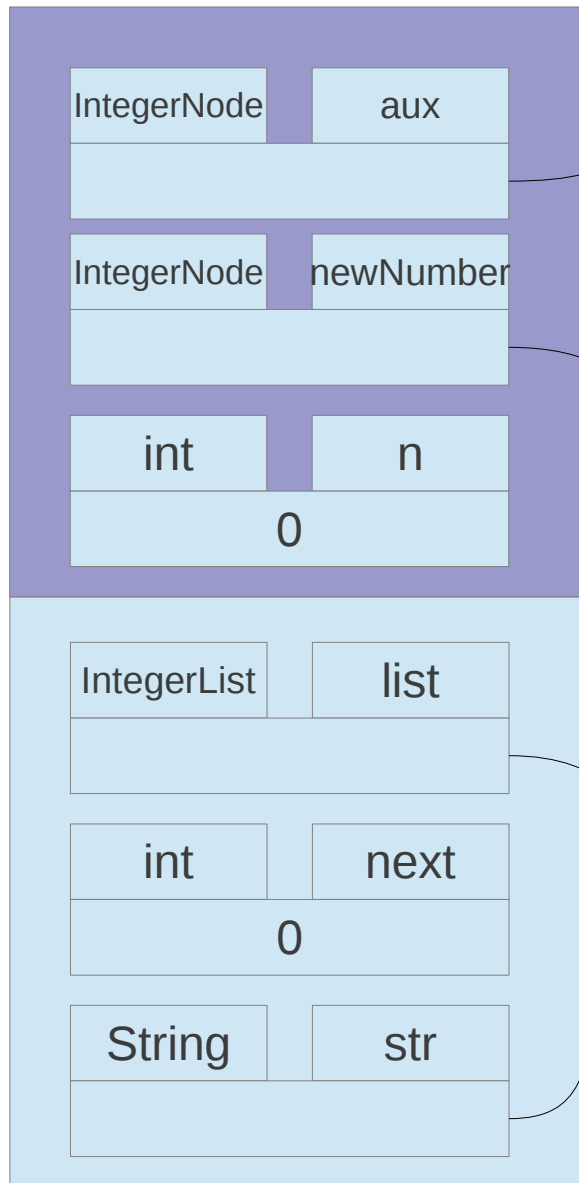 IntegerNode aux
IntegerNode newNumber
int n
0
IntegerList list
int next
0
String str